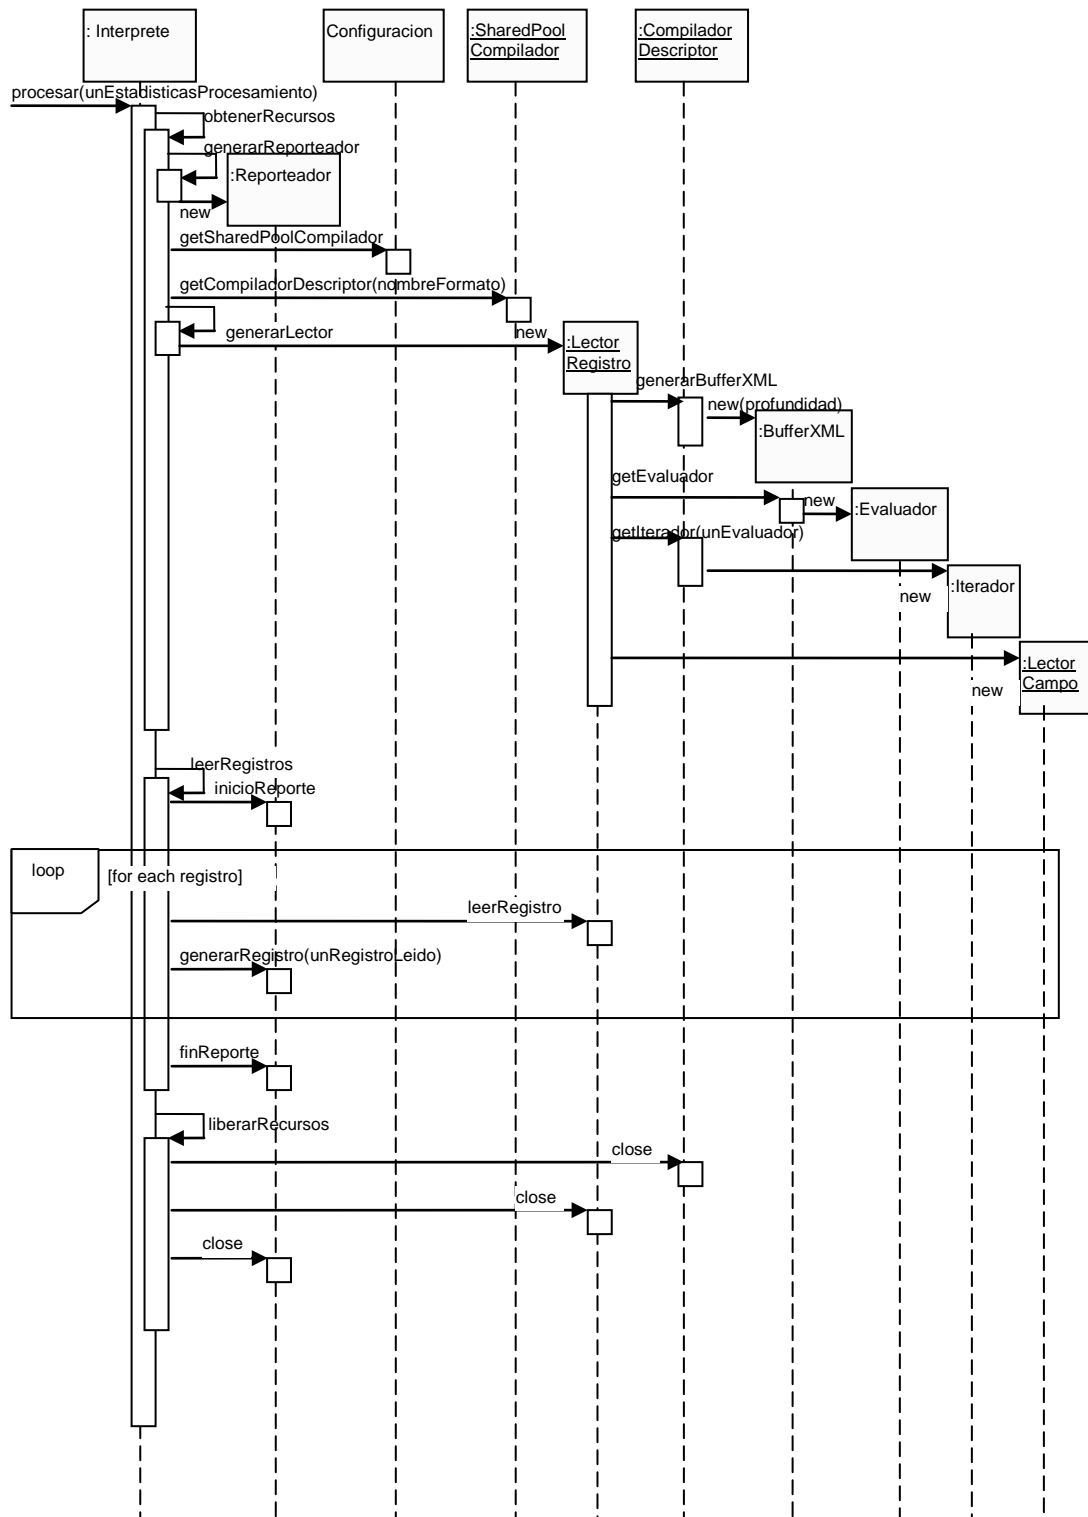 : Interprete
Configuracion
:SharedPool
Compilador
:Compilador
Descriptor
procesar(unEstadisticasProcesamiento)
obtenerRecursos
generarReporteador
:Reporteador
new
getSharedPoolCompilador
getCompiladorDescriptor(nombreFormato)
generarLector
new
:Lector
Registro
generarBufferXML
new(profundidad)
:BufferXML
getEvaluador
new
:Evaluador
getIterador(unEvaluador)
new
:Iterador
:Lector
Campo
new
leerRegistros
inicioReporte
loop
[for each registro]
leerRegistro
generarRegistro(unRegistroLeido)
finReporte
liberarRecursos
close
close
close